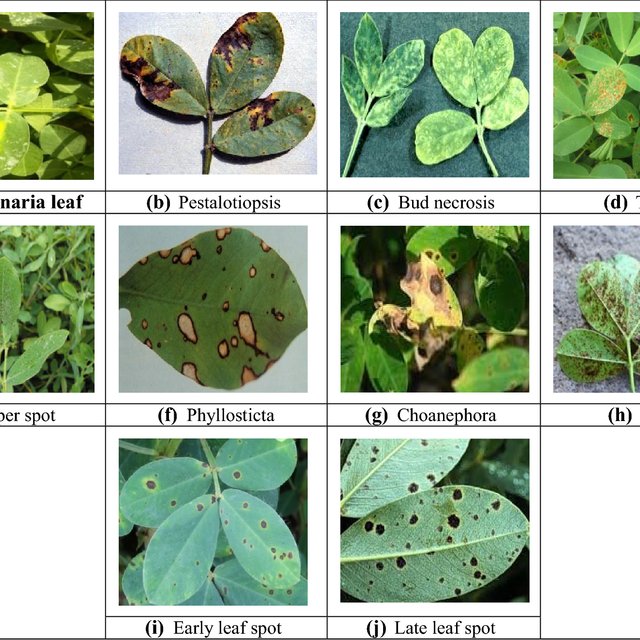 naria leaf
(b) Pestalotiopsis
(c) Bud necrosis
(d)
per spot
(f) Phyllosticta
(g) Choanephora
(h)
(i) Early leaf spot
(j) Late leaf spot